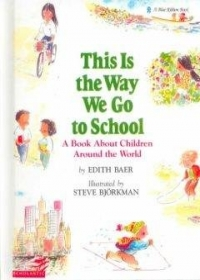 This Is
the Way
We Go
to School
A Book About Children
Around the World
by EDITH BAER
Illustrated by
STEVE BJÖRKMAN
SCHOLASTIC